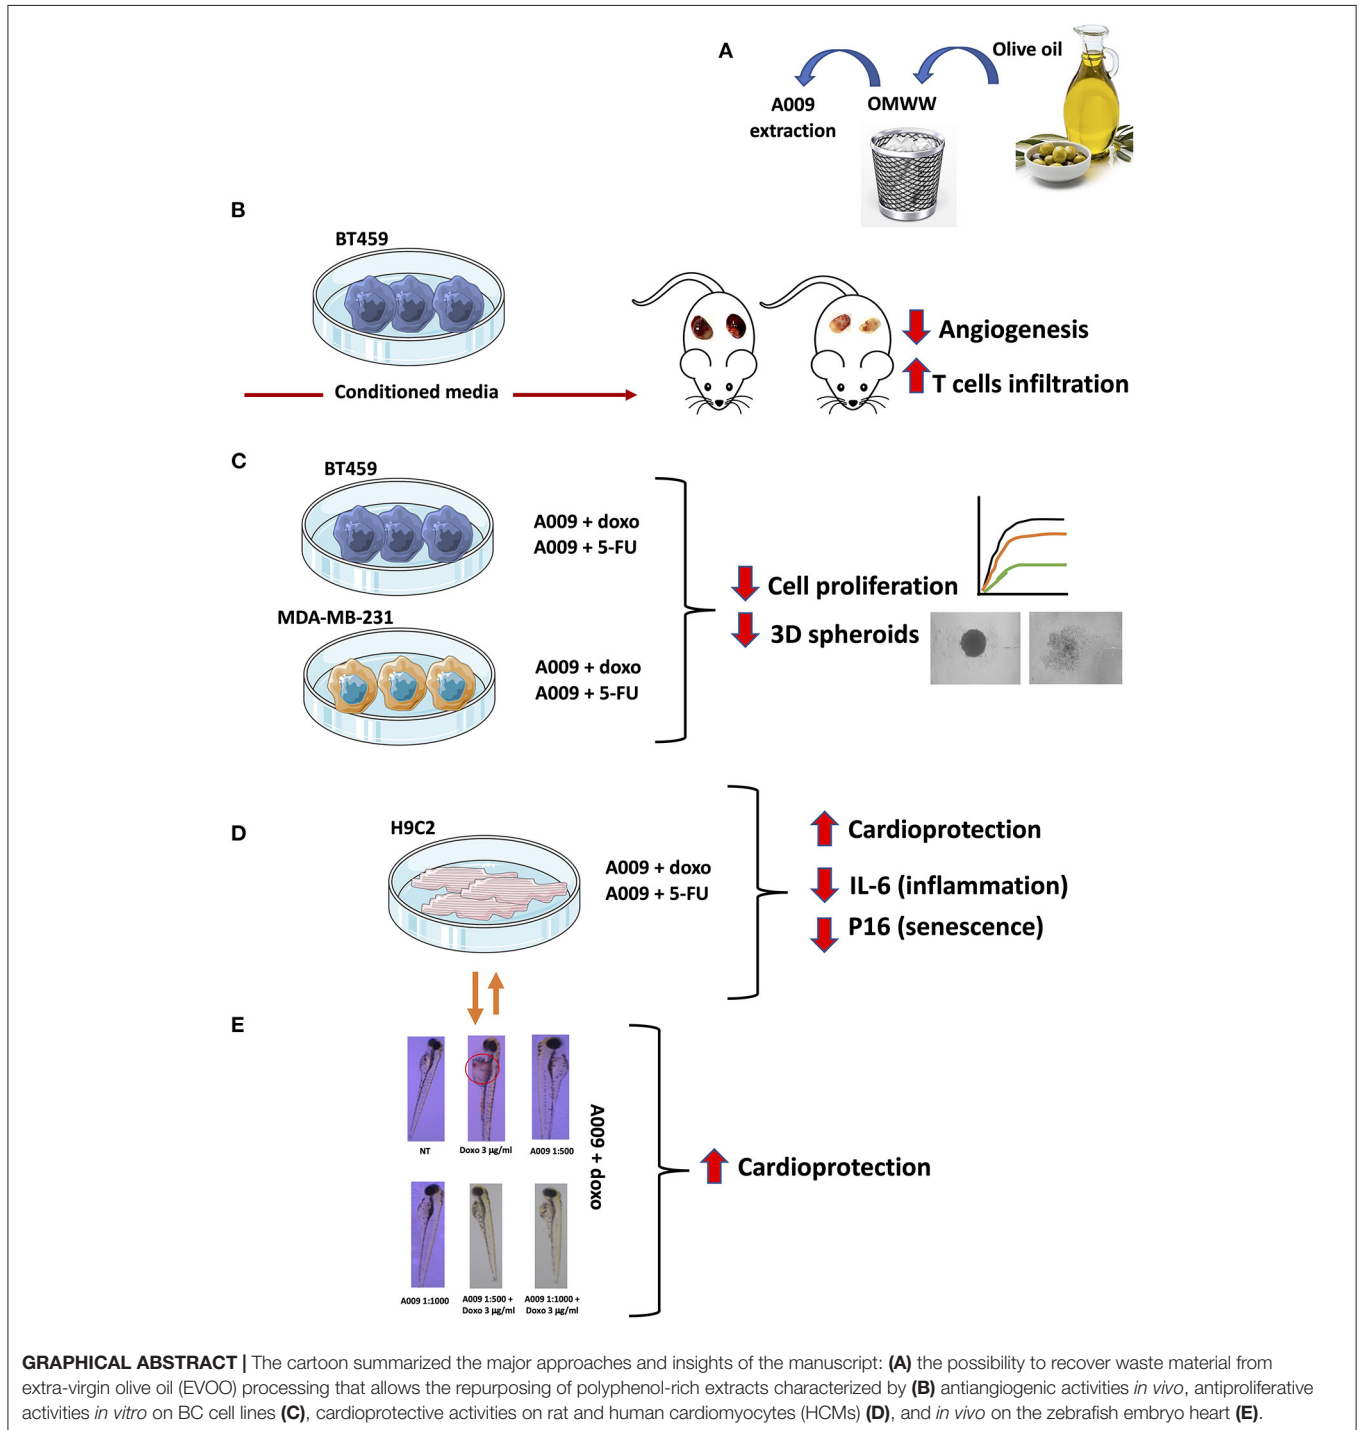 A
Olive oil
A009
extraction
OMWW
B
BT459
Conditioned media
Angiogenesis
T cells infiltration
C
BT459
A009 + doxo
A009 + 5-FU
MDA-MB-231
A009 + doxo
A009 + 5-FU
Cell proliferation
3D spheroids
D
H9C2
A009 + doxo
A009 + 5-FU
Cardioprotection
IL-6 (inflammation)
P16 (senescence)
E
NT
Doxo 3 µg/ml
A009 1:500
A009 1:1000
A009 1:500 +
Doxo 3 µg/ml
A009 1:1000 +
Doxo 3 µg/ml
A009 + doxo
Cardioprotection
GRAPHICAL ABSTRACT | The cartoon summarized the major approaches and insights of the manuscript: (A) the possibility to recover waste material from
extra-virgin olive oil (EVOO) processing that allows the repurposing of polyphenol-rich extracts characterized by (B) antiangiogenic activities in vivo, antiproliferative
activities in vitro on BC cell lines (C), cardioprotective activities on rat and human cardiomyocytes (HCMs) (D), and in vivo on the zebrafish embryo heart (E).